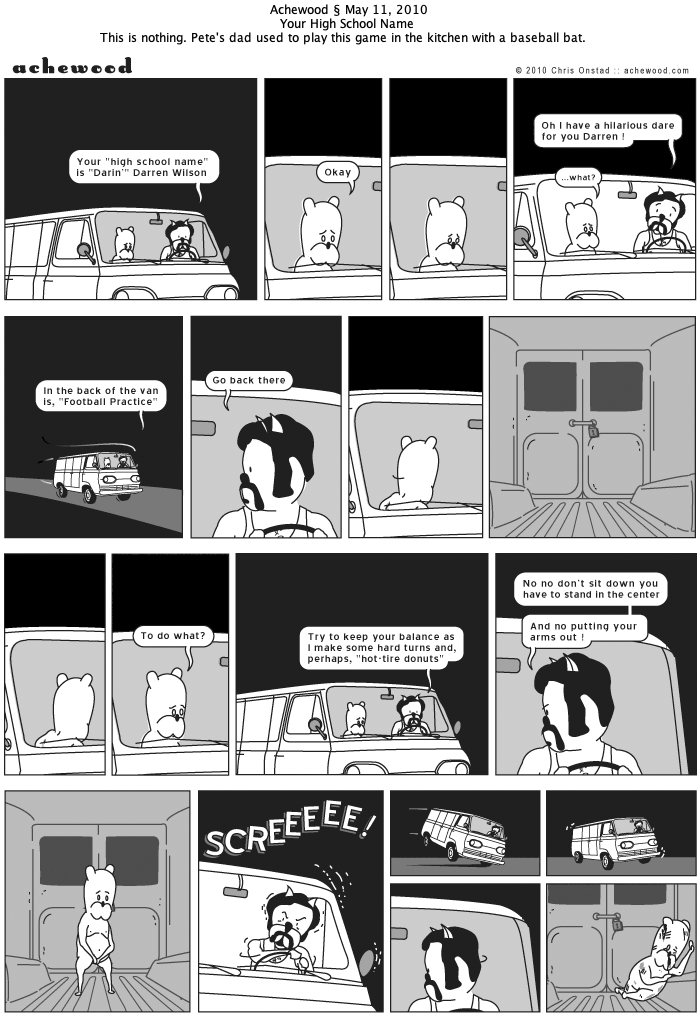 Achewood § May 11, 2010
Your High School Name
This is nothing. Pete's dad used to play this game in the kitchen with a baseball bat.
achewood
© 2010 Chris Onstad :: achewood.com
Your "high school name"
is "Darin'" Darren Wilson
Okay
Oh I have a hilarious dare
for you Darren !
...what?
In the back of the van
is, "Football Practice"
Go back there
To do what?
Try to keep your balance as
I make some hard turns and,
perhaps, "hot-tire donuts"
No no don't sit down you
have to stand in the center
And no putting your
arms out !
SCREEEEE!